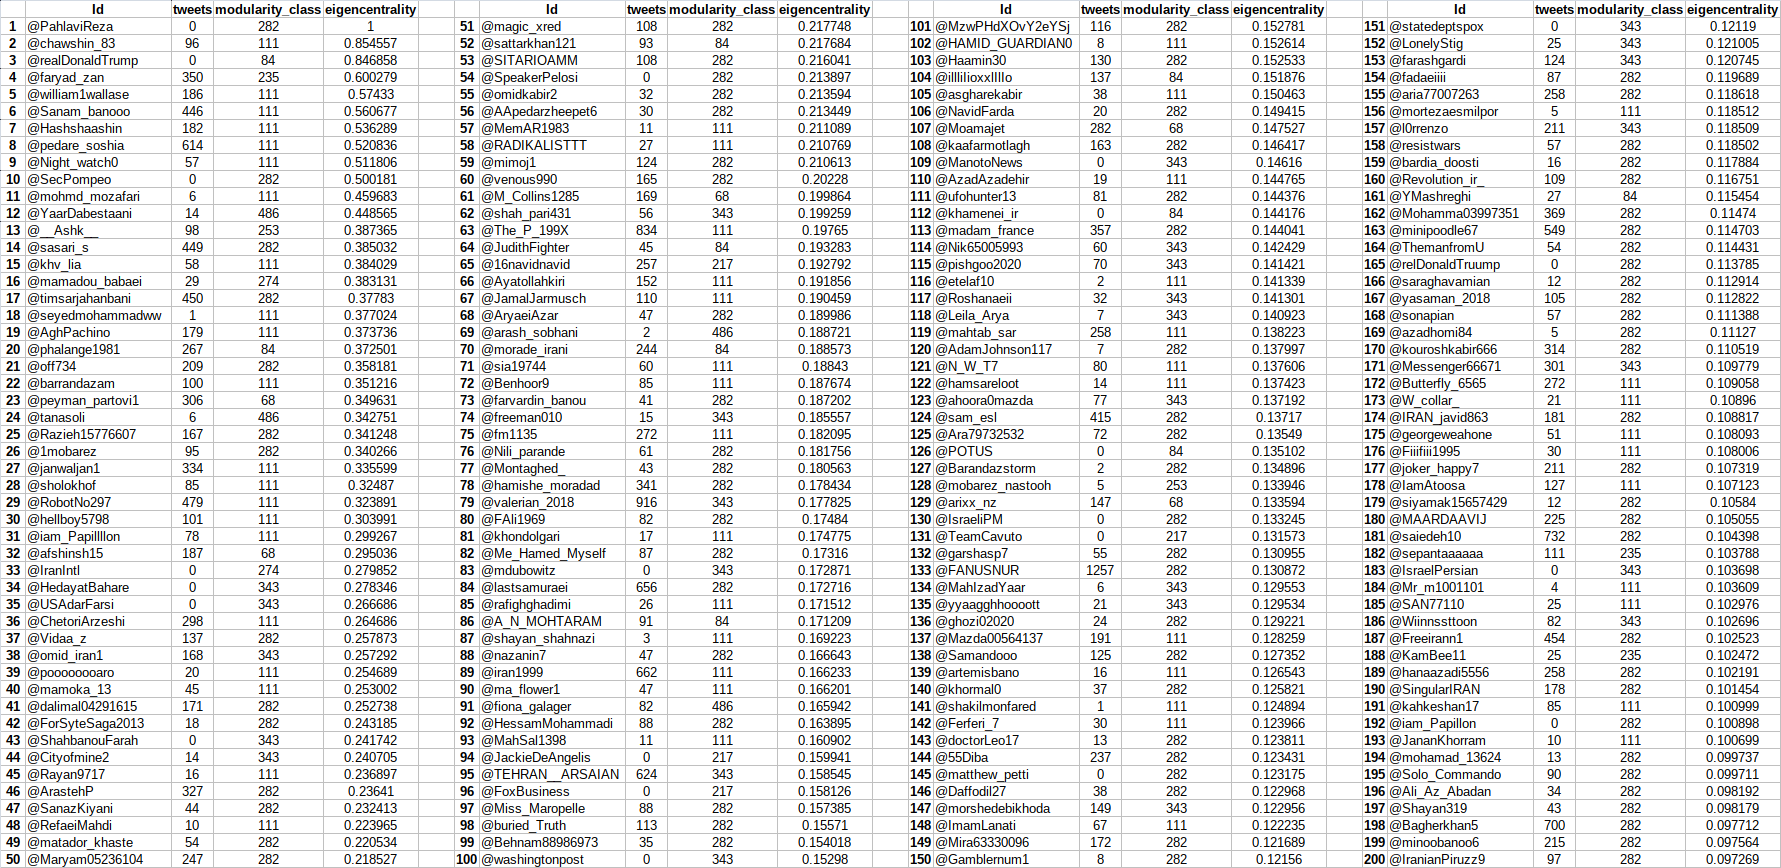 Id tweets modularity_class eigencentrality Id tweets modularity_class eigencentrality Id tweets modularity_class eigencentrality Id tweets modularity_class eigencentrality
1 @PahlaviReza 0 282 1 51 @magic_xred 108 282 0.217748 101 @MzwPHdXOvY2eYSj 116 282 0.152781 151 @statedeptspox 0 343 0.12119
2 @chawshin_83 96 111 0.854557 52 @sattarkhan121 93 84 0.217684 102 @HAMID_GUARDIAN0 8 111 0.152614 152 @LonelyStig 25 343 0.121005
3 @realDonaldTrump 0 84 0.846858 53 @SITARIOAMM 108 282 0.216041 103 @Haamin30 130 282 0.152533 153 @farashgardi 124 343 0.120745
4 @faryad_zan 350 235 0.600279 54 @SpeakerPelosi 0 282 0.213897 104 137 84 0.151876 154 @fadaeiiii 87 282 0.119689
5 @william1wallase 186 111 0.57433 55 @omidkabir2 32 282 0.213594 105 @asgharekabir 38 111 0.150463 155 @aria77007263 258 282 0.118618
6 @Sanam_banooo 446 111 0.560677 56 @AApedarzheepet6 30 282 0.213449 106 @NavidFarda 20 282 0.149415 156 @mortezaesmilpor 5 111 0.118512
7 @Hashshaashin 182 111 0.536289 57 @MemAR1983 11 111 0.211089 107 @Moamajet 282 68 0.147527 157 @l0rrenzo 211 343 0.118509
8 @pedare_soshia 614 111 0.520836 58 @RADIKALISTTT 27 111 0.210769 108 @kaafarmotlagh 163 282 0.146417 158 @resistwars 57 282 0.118502
9 @Night_watch0 57 111 0.511806 59 @mimoj1 124 282 0.210613 109 @ManotoNews 0 343 0.14616 159 @bardia_doosti 16 282 0.117884
10 @SecPompeo 0 282 0.500181 60 @venous990 165 282 0.20228 110 @AzadAzadehir 19 111 0.144765 160 @Revolution_ir_ 109 282 0.116751
11 @mohmd_mozafari 6 111 0.459683 61 @M_Collins1285 169 68 0.199864 111 @ufohunter13 81 282 0.144376 161 @YMashreghi 27 84 0.115454
12 @YaarDabestaani 14 486 0.448565 62 @shah_pari431 56 343 0.199259 112 @khamenei_ir 0 84 0.144176 162 @Mohamma03997351 369 282 0.11474
13 @__Ashk__ 98 253 0.387365 63 @The_P_199X 834 111 0.19765 113 @madam_france 357 282 0.144041 163 @minipoodle67 549 282 0.114703
14 @sasari_s 449 282 0.385032 64 @JudithFighter 45 84 0.193283 114 @Nik65005993 60 343 0.142429 164 @ThemanfromU 54 282 0.114431
15 @khv_lia 58 111 0.384029 65 @16navidnavid 257 217 0.192792 115 @pishgoo2020 70 343 0.141421 165 @relDonaldTruump 0 282 0.113785
16 @mamadou_babaei 29 274 0.383131 66 @Ayatollahkiri 152 111 0.191856 116 @etelaf10 2 111 0.141339 166 @saraghavamian 12 282 0.112914
17 @timsarjahanbani 450 282 0.37783 67 @JamalJarmusch 110 111 0.190459 117 @Roshanaeii 32 343 0.141301 167 @yasaman_2018 105 282 0.112822
18 @seyedmohammadww 1 111 0.377024 68 @AryaeiAzar 47 282 0.189986 118 @Leila_Arya 7 343 0.140923 168 @sonapian 57 282 0.111388
19 @AghPachino 179 111 0.373736 69 @arash_sobhani 2 486 0.188721 119 @mahtab_sar 258 111 0.138223 169 @azadhomi84 5 282 0.11127
20 @phalange1981 267 84 0.372501 70 @morade_irani 244 84 0.188573 120 @AdamJohnson117 7 282 0.137997 170 @kouroshkabir666 314 282 0.110519
21 @off734 209 282 0.358181 71 @sia19744 60 111 0.18843 121 @N_W_T7 80 111 0.137606 171 @Messenger66671 301 343 0.109779
22 @barrandazam 100 111 0.351216 72 @Benhoor9 85 111 0.187674 122 @hamsareloot 14 111 0.137423 172 @Butterfly_6565 272 111 0.109058
23 @peyman_partovi1 306 68 0.349631 73 @farvardin_banou 41 282 0.187202 123 @ahoora0mazda 77 343 0.137192 173 @W_collar_ 21 111 0.10896
24 @tanasoli 6 486 0.342751 74 @freeman010 15 343 0.185557 124 @sam_esl 415 282 0.13717 174 @IRAN_javid863 181 282 0.108817
25 @Razieh15776607 167 282 0.341248 75 @fm1135 272 111 0.182095 125 @Ara79732532 72 282 0.13549 175 @georgeweahone 51 111 0.108093
26 @1mobarez 95 282 0.340266 76 @Nili_parande 61 282 0.181756 126 @POTUS 0 84 0.135102 176 @Fiiifiii1995 30 111 0.108006
27 @janwaljan1 334 111 0.335599 77 @Montaghed_ 43 282 0.180563 127 @Barandazstorm 2 282 0.134896 177 @joker_happy7 211 282 0.107319
28 @sholokhof 85 111 0.32487 78 @hamishe_moradad 341 282 0.178434 128 @mobarez_nastooh 5 253 0.133946 178 @IamAtoosa 127 111 0.107123
29 @RobotNo297 479 111 0.323891 79 @valerian_2018 916 343 0.177825 129 @arixx_nz 147 68 0.133594 179 @siyamak15657429 12 282 0.10584
30 @hellboy5798 101 111 0.303991 80 @FAli1969 82 282 0.17484 130 @IsraeliPM 0 282 0.133245 180 @MAARDAAVIJ 225 282 0.105055
31 @iam_Papillllon 78 111 0.299267 81 @khondolgari 17 111 0.174775 131 @TeamCavuto 0 217 0.131573 181 @saiedeh10 732 282 0.104398
32 @afshinsh15 187 68 0.295036 82 @Me_Hamed_Myself 87 282 0.17316 132 @garshasp7 55 282 0.130955 182 @sepantaaaaaa 111 235 0.103788
33 @IranIntl 0 274 0.279852 83 @mdubowitz 0 343 0.172871 133 @FANUSNUR 1257 282 0.130872 183 @IsraelPersian 0 343 0.103698
34 @HedayatBahare 0 343 0.278346 84 @lastsamuraei 656 282 0.172716 134 @MahIzadYaar 6 343 0.129553 184 @Mr_m1001101 4 111 0.103609
35 @USAdarFarsi 0 343 0.266686 85 @rafighghadimi 26 111 0.171512 135 @yyaagghhoooott 21 343 0.129534 185 @SAN77110 25 111 0.102976
36 @ChetoriArzeshi 298 111 0.264686 86 @A_N_MOHTARAM 91 84 0.171209 136 @ghozi02020 24 282 0.129221 186 @Wiinnssttoon 82 343 0.102696
37 @Vidaa_z 137 282 0.257873 87 @shayan_shahnazi 3 111 0.169223 137 @Mazda00564137 191 111 0.128259 187 @Freeirann1 454 282 0.102523
38 @omid_iran1 168 343 0.257292 88 @nazanin7 47 282 0.166643 138 @Samandooo 125 282 0.127352 188 @KamBee11 25 235 0.102472
39 @poooooooaro 20 111 0.254689 89 @iran1999 662 111 0.166233 139 @artemisbano 16 111 0.126543 189 @hanaazadi5556 258 282 0.102191
40 @mamoka_13 45 111 0.253002 90 @ma_flower1 47 111 0.166201 140 @khormal0 37 282 0.125821 190 @SingularIRAN 178 282 0.101454
41 @dalimal04291615 171 282 0.252738 91 @fiona_galager 82 486 0.165942 141 @shakilmonfared 1 111 0.124894 191 @kahkeshan17 85 111 0.100999
42 @ForSyteSaga2013 18 282 0.243185 92 @HessamMohammadi 88 282 0.163895 142 @Ferferi_7 30 111 0.123966 192 @iam_Papillon 0 282 0.100898
43 @ShahbanouFarah 0 343 0.241742 93 @MahSal1398 11 111 0.160902 143 @doctorLeo17 13 282 0.123811 193 @JananKhorram 10 111 0.100699
44 @Cityofmine2 14 343 0.240705 94 @JackieDeAngelis 0 217 0.159941 144 @55Diba 237 282 0.123431 194 @mohamad_13624 13 282 0.099737
45 @Rayan9717 16 111 0.236897 95 @TEHRAN__ARSAIAN 624 343 0.158545 145 @matthew_petti 0 282 0.123175 195 @Solo_Commando 90 282 0.099711
46 @ArastehP 327 282 0.23641 96 @FoxBusiness 0 217 0.158126 146 @Daffodil27 38 282 0.122968 196 @Ali_Az_Abadan 34 282 0.098192
47 @SanazKiyani 44 282 0.232413 97 @Miss_Maropelle 88 282 0.157385 147 @morshedebikhoda 149 343 0.122956 197 @Shayan319 43 282 0.098179
48 @RefaeiMahdi 10 111 0.223965 98 @buried_Truth 113 282 0.15571 148 @ImamLanati 67 111 0.122235 198 @Bagherkhan5 700 282 0.097712
49 @matador_khaste 54 282 0.220534 99 @Behnam88986973 35 282 0.154018 149 @Mira63330096 172 282 0.121689 199 @minoobanoo6 215 282 0.097564
50 @Maryam05236104 247 282 0.218527 100 @washingtonpost 0 343 0.15298 150 @Gamblernum1 8 282 0.12156 200 @IranianPiruzz9 97 282 0.097269